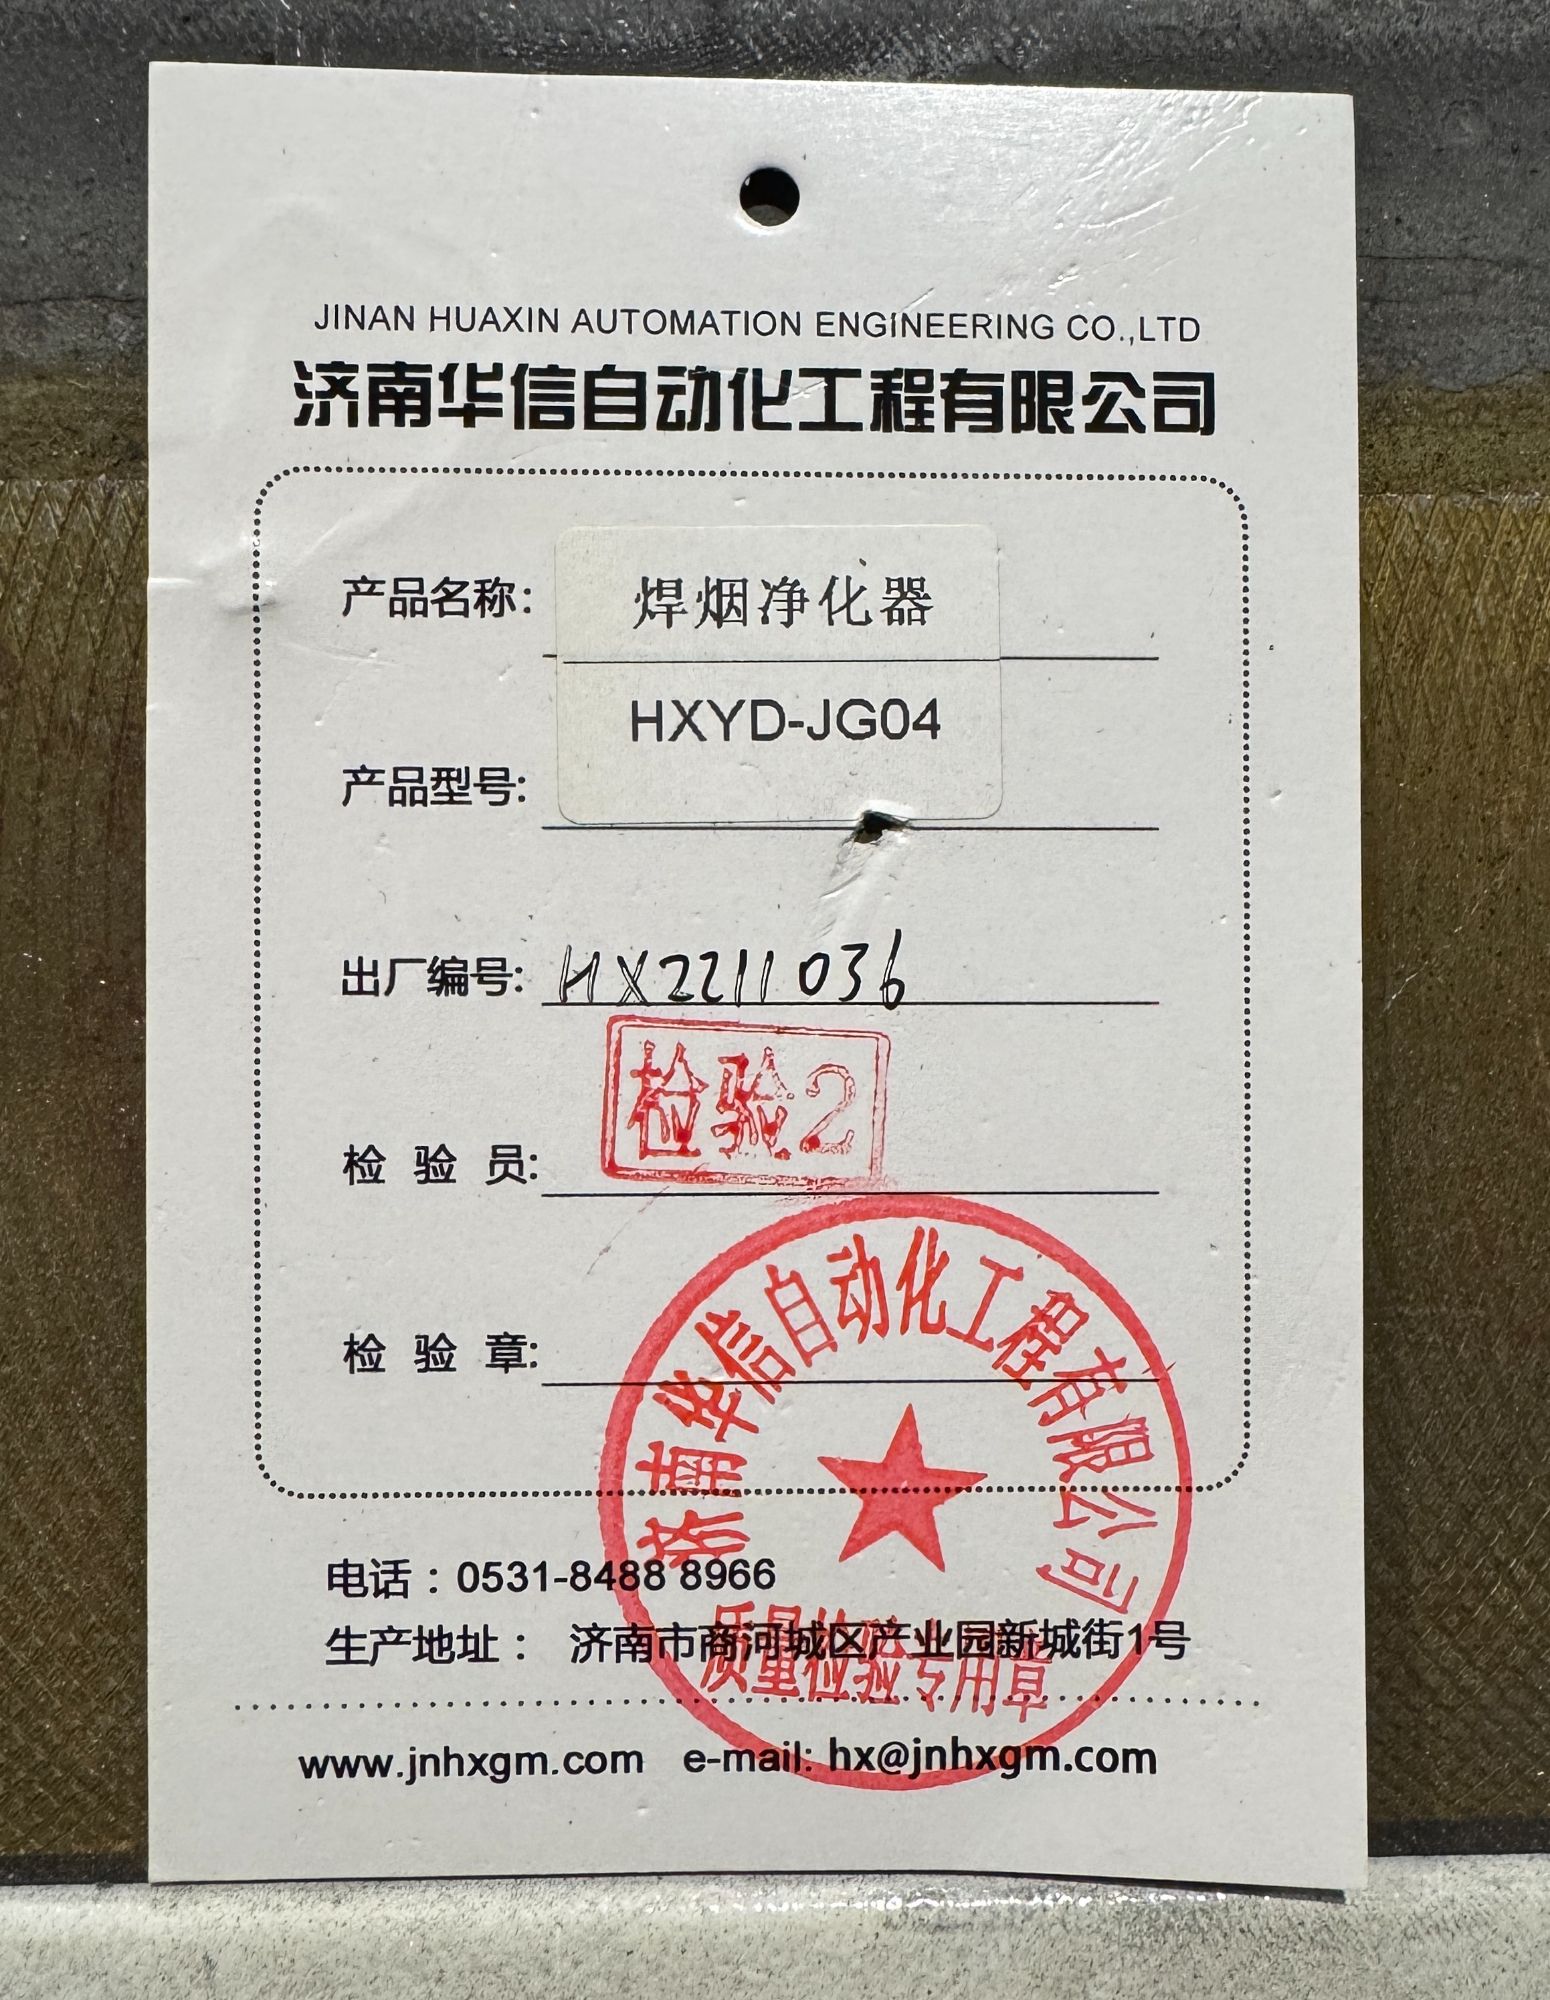 JINAN HUAXIN AUTOMATION ENGINEERING CO.,LTD
济南华信自动化工程有限公司
产品名称: 焊烟净化器
HXYD-JG04
产品型号:
出厂编号: HX2211036
检验2
检 验 员:
检 验 章:
济南华信自动化工程有限公司
质量检验专用章
电话：0531-8488 8966
生产地址： 济南市商河城区产业园新城街1号
www.jnhxgm.com e-mail: hx@jnhxgm.com